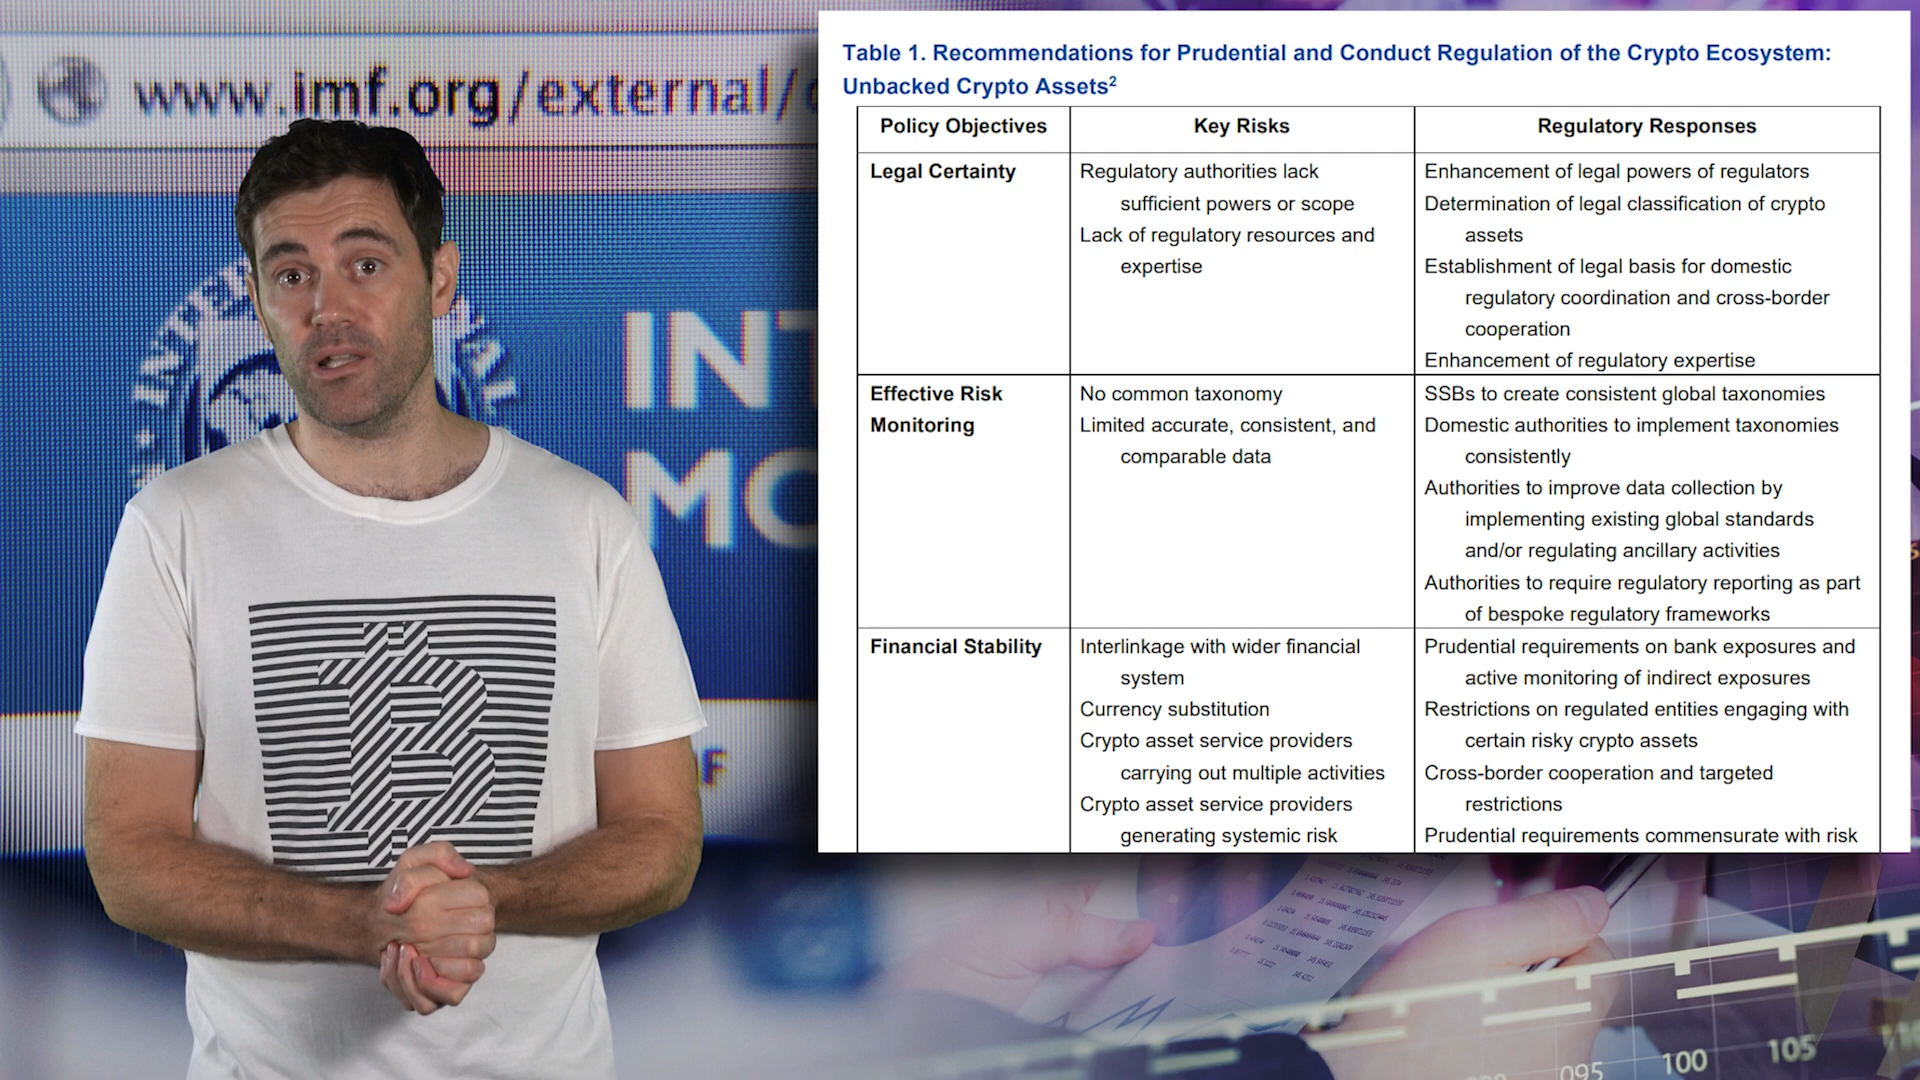 www.imf.org/external/
INTE
NAL
INT
MO
Table 1. Recommendations for Prudential and Conduct Regulation of the Crypto Ecosystem:
Unbacked Crypto Assets2
Policy Objectives
Key Risks
Regulatory Responses
Legal Certainty
Regulatory authorities lack
sufficient powers or scope
Lack of regulatory resources and
expertise
Enhancement of legal powers of regulators
Determination of legal classification of crypto
assets
Establishment of legal basis for domestic
regulatory coordination and cross-border
cooperation
Enhancement of regulatory expertise
Effective Risk
Monitoring
No common taxonomy
Limited accurate, consistent, and
comparable data
SSBs to create consistent global taxonomies
Domestic authorities to implement taxonomies
consistently
Authorities to improve data collection by
implementing existing global standards
and/or regulating ancillary activities
Authorities to require regulatory reporting as part
of bespoke regulatory frameworks
Financial Stability
Interlinkage with wider financial
system
Currency substitution
Crypto asset service providers
carrying out multiple activities
Crypto asset service providers
generating systemic risk
Prudential requirements on bank exposures and
active monitoring of indirect exposures
Restrictions on regulated entities engaging with
certain risky crypto assets
Cross-border cooperation and targeted
restrictions
Prudential requirements commensurate with risk
095 100 105